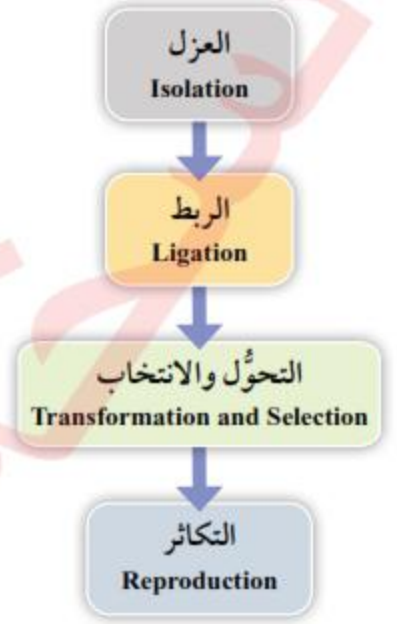 العزل
Isolation
الربط
Ligation
التحوُّل والانتخاب
Transformation and Selection
التكاثر
Reproduction